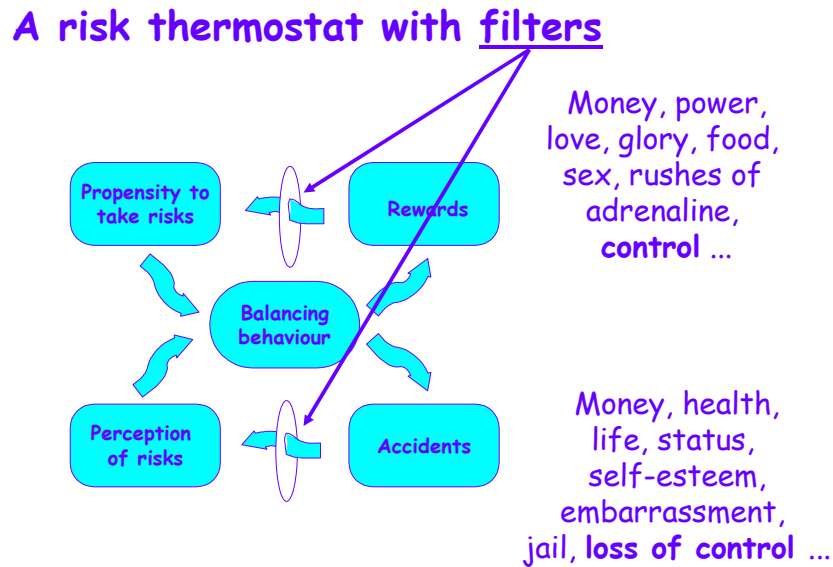 A risk thermostat with filters
Money, power,
love, glory, food,
sex, rushes of
adrenaline,
control ...
Propensity to
take risks
Rewards
Balancing
behaviour
Perception
of risks
Accidents
Money, health,
life, status,
self-esteem,
embarrassment,
jail, loss of control ...